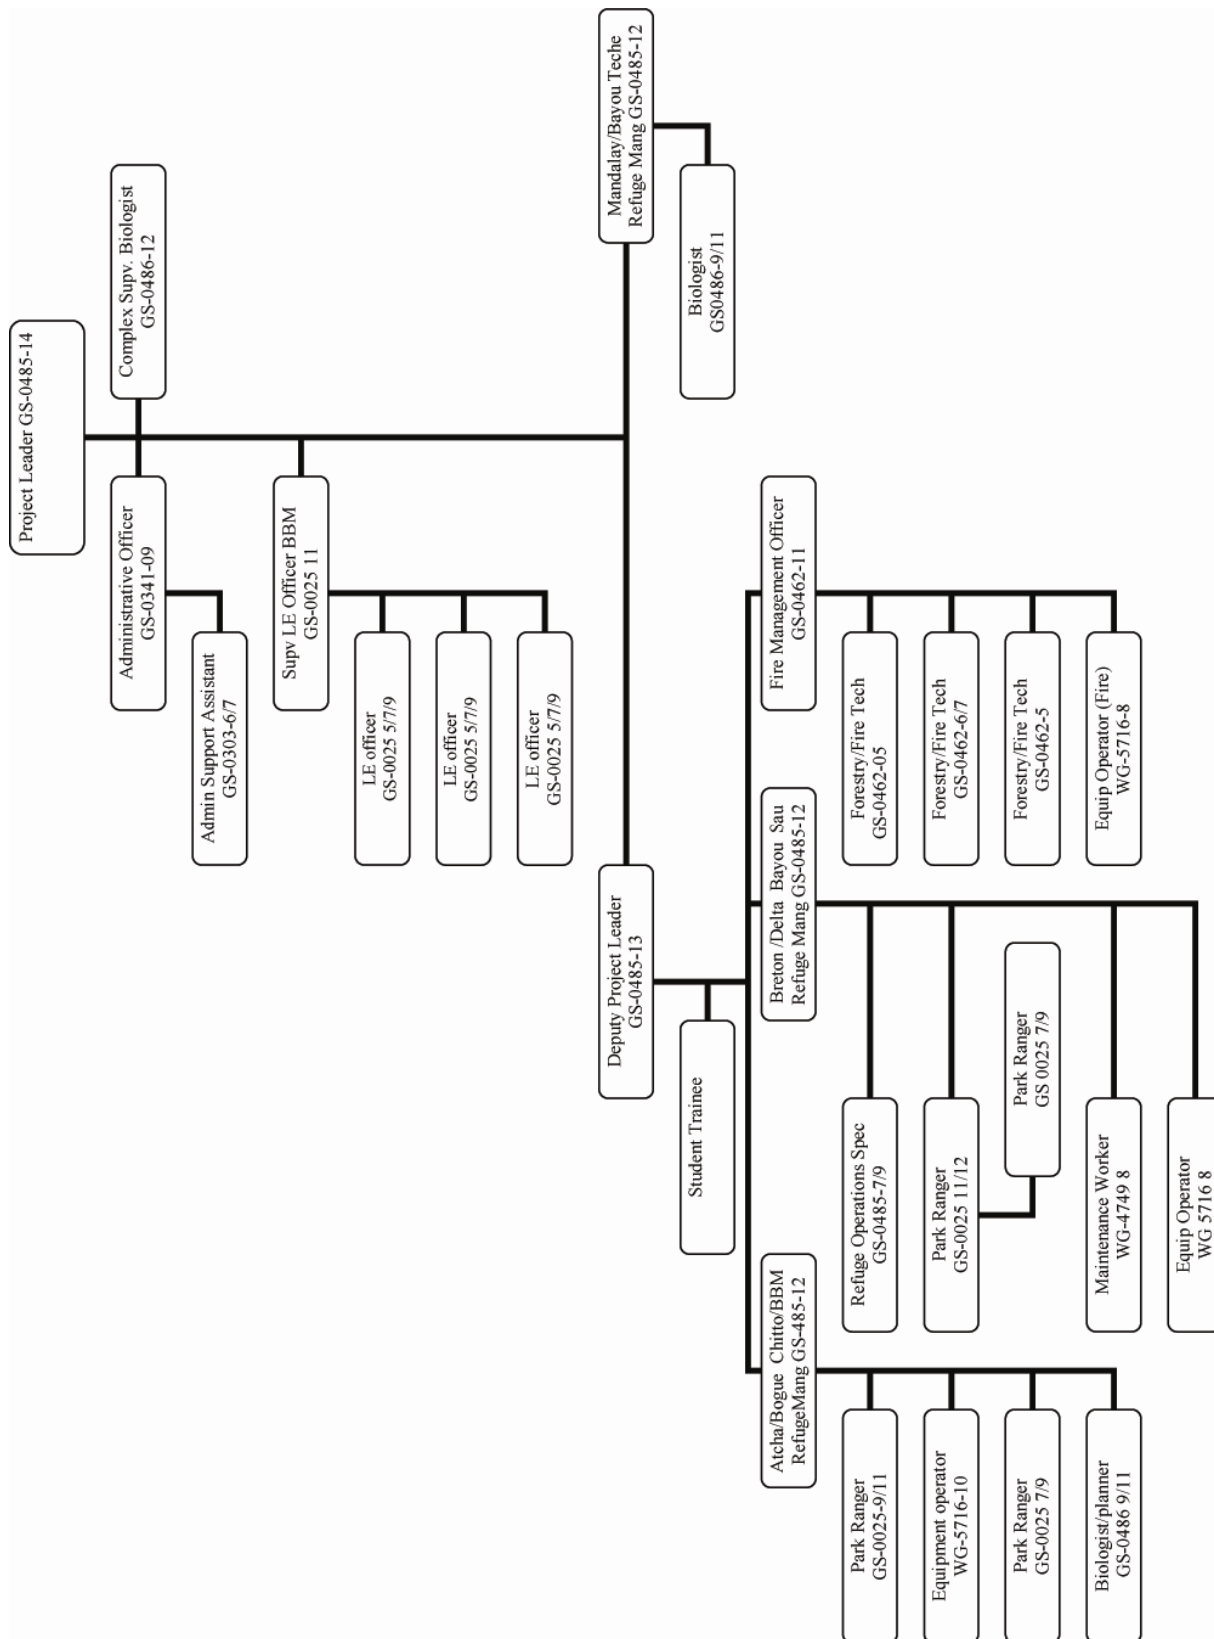 Project Leader GS-0485-14
Administrative Officer
GS-0341-09
Complex Supv. Biologist
GS-0486-12
Admin Support Assistant
GS-0303-6/7
Supv LE Officer BBM
GS-0025 11
LE officer
GS-0025 5/7/9
LE officer
GS-0025 5/7/9
LE officer
GS-0025 5/7/9
Deputy Project Leader
GS-0485-13
Mandalay/Bayou Teche
Refuge Mang GS-0485-12
Student Trainee
Biologist
GS0486-9/11
Atcha/Bogue Chitto/BBM
RefugeMang GS-485-12
Breton /Delta Bayou Sau
Refuge Mang GS-0485-12
Fire Management Officer
GS-0462-11
Park Ranger
GS-0025-9/11
Equipment operator
WG-5716-10
Park Ranger
GS-0025 7/9
Biologist/planner
GS-0486 9/11
Refuge Operations Spec
GS-0485-7/9
Park Ranger
GS-0025 11/12
Park Ranger
GS 0025 7/9
Maintenance Worker
WG-4749 8
Equip Operator
WG 5716 8
Forestry/Fire Tech
GS-0462-05
Forestry/Fire Tech
GS-0462-6/7
Forestry/Fire Tech
GS-0462-5
Equip Operator (Fire)
WG-5716-8